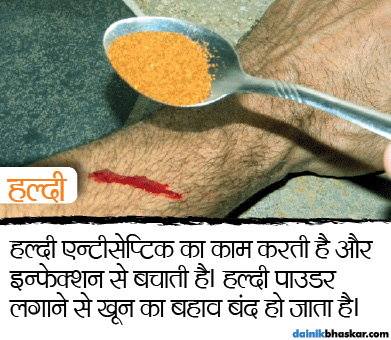 हल्दी
हल्दी एन्टीसेप्टिक का काम करती है और
इन्फेक्शन से बचाती है। हल्दी पाउडर
लगाने से खून का बहाव बंद हो जाता है।
dainikbhaskar.com